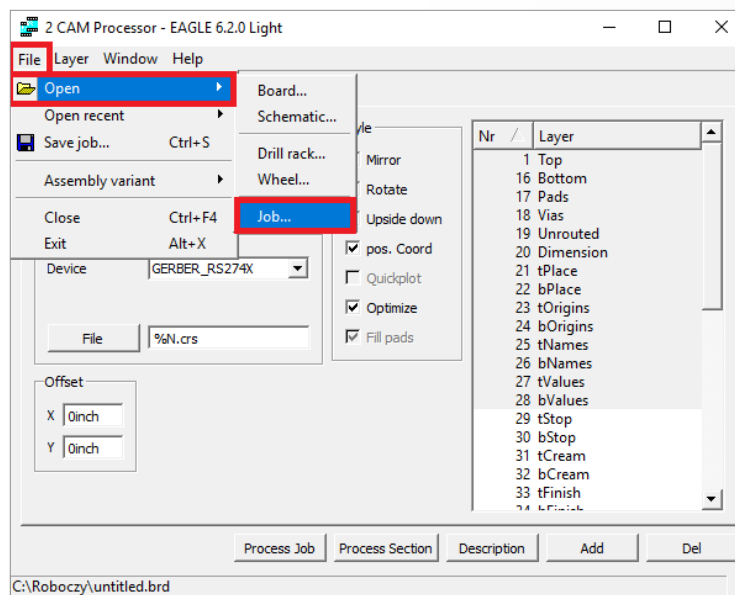 2 CAM Processor - EAGLE 6.2.0 Light
File Layer Window Help
Open
Open recent
Save job... Ctrl+S
Assembly variant
Close Ctrl+F4
Exit Alt+X
Board...
Schematic...
Drill rack...
Wheel...
Job...
Device GERBER_RS274X
File %N.crs
Offset
X 0inch
Y 0inch
Mirror
Rotate
Upside down
pos. Coord
Quickplot
Optimize
Fill pads
Nr Layer
1 Top
16 Bottom
17 Pads
18 Vias
19 Unrouted
20 Dimension
21 tPlace
22 bPlace
23 tOrigins
24 bOrigins
25 tNames
26 bNames
27 tValues
28 bValues
29 tStop
30 bStop
31 tCream
32 bCream
33 tFinish
34 bFinish
Process Job Process Section Description Add Del
C:\Roboczy\untitled.brd